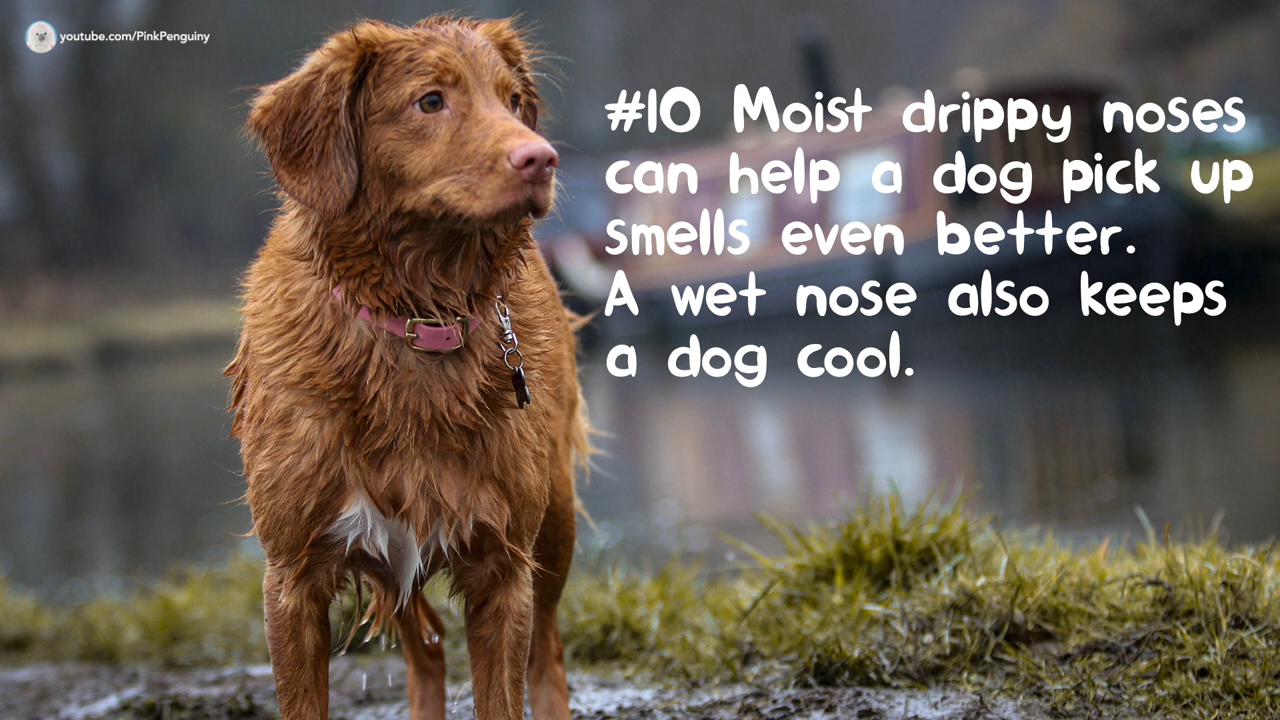 youtube.com/PinkPenguiny
#10 Moist drippy noses
can help a dog pick up
smells even better.
A wet nose also keeps
a dog cool.